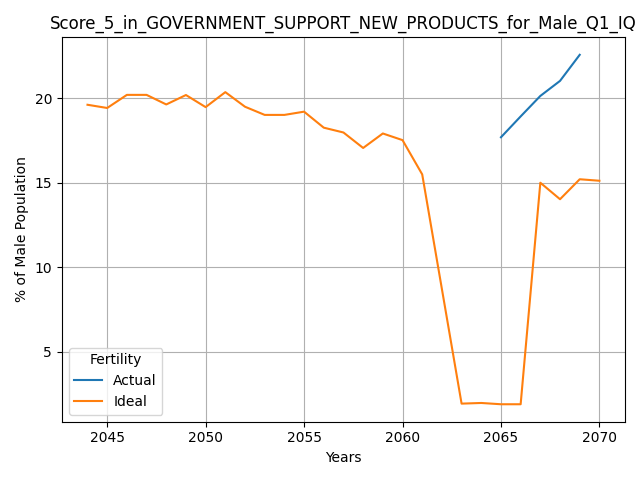 Score_5_in_GOVERNMENT_SUPPORT_NEW_PRODUCTS_for_Male_Q1_IQ
% of Male Population
20
15
10
5
Fertility
Actual
Ideal
2045 2050 2055 2060 2065 2070
Years